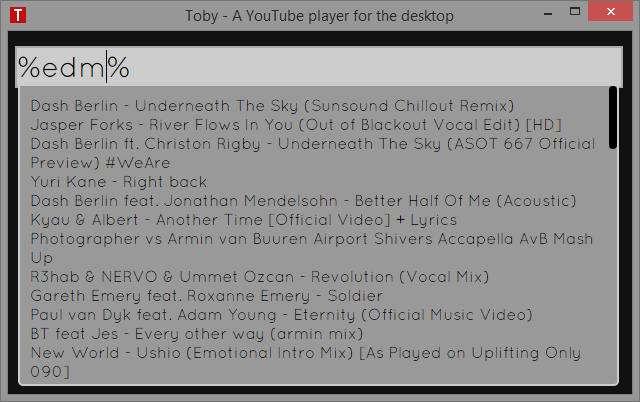 T Toby - A YouTube player for the desktop
%edm%
Dash Berlin - Underneath The Sky (Sunsound Chillout Remix)
Jasper Forks - River Flows In You (Out of Blackout Vocal Edit) [HD]
Dash Berlin ft. Christon Rigby - Underneath The Sky (ASOT 667 Official
Preview) #WeAre
Yuri Kane - Right back
Dash Berlin feat. Jonathan Mendelsohn - Better Half Of Me (Acoustic)
Kyau & Albert - Another Time [Official Video] + Lyrics
Photographer vs Armin van Buuren Airport Shivers Accapella AvB Mash
Up
R3hab & NERVO & Ummet Ozcan - Revolution (Vocal Mix)
Gareth Emery feat. Roxanne Emery - Soldier
Paul van Dyk feat. Adam Young - Eternity (Official Music Video)
BT feat Jes - Every other way (armin mix)
New World - Ushio (Emotional Intro Mix) [As Played on Uplifting Only
090]